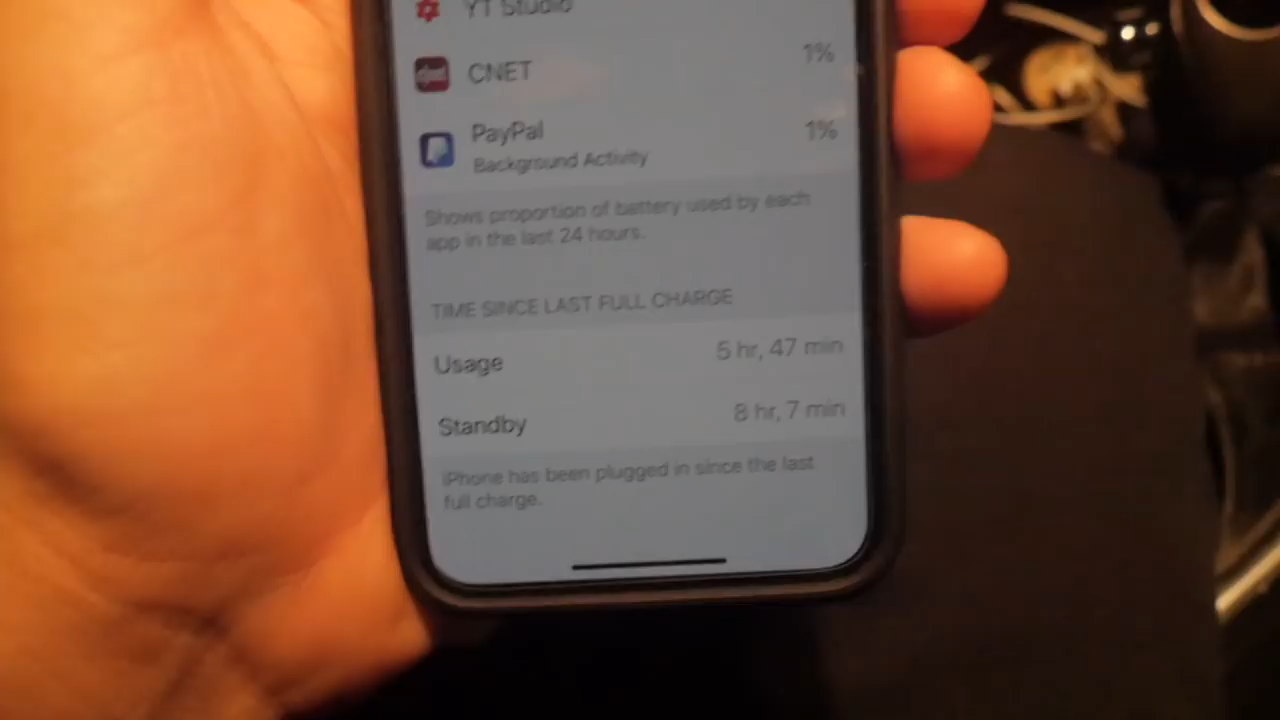 YT Studio
CNET 1%
PayPal 1%
Background Activity
Shows proportion of battery used by each
app in the last 24 hours.
TIME SINCE LAST FULL CHARGE
Usage 5 hr, 47 min
Standby 8 hr, 7 min
iPhone has been plugged in since the last
full charge.